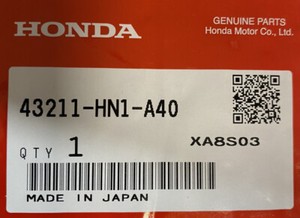 HONDA
GENUINE PARTS
Honda Motor Co., Ltd.
43211-HN1-A40
QTY 1
XA8S03
MADE IN JAPAN